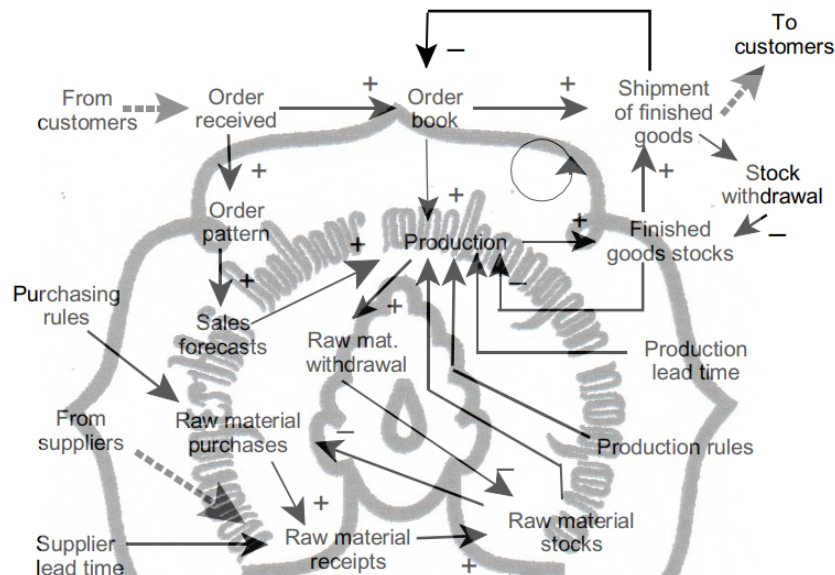 To
customers
From
customers
Order
received
+
Order
book
+
Shipment
of finished
goods
–
+
+
Stock
withdrawal
Order
pattern
+
+
Production
+
Finished
goods stocks
–
+
Purchasing
rules
Sales
forecasts
+
–
Raw mat.
withdrawal
Production
lead time
From
suppliers
Raw material
purchases
–
Production rules
–
+
Supplier
lead time
Raw material
receipts
+
Raw material
stocks